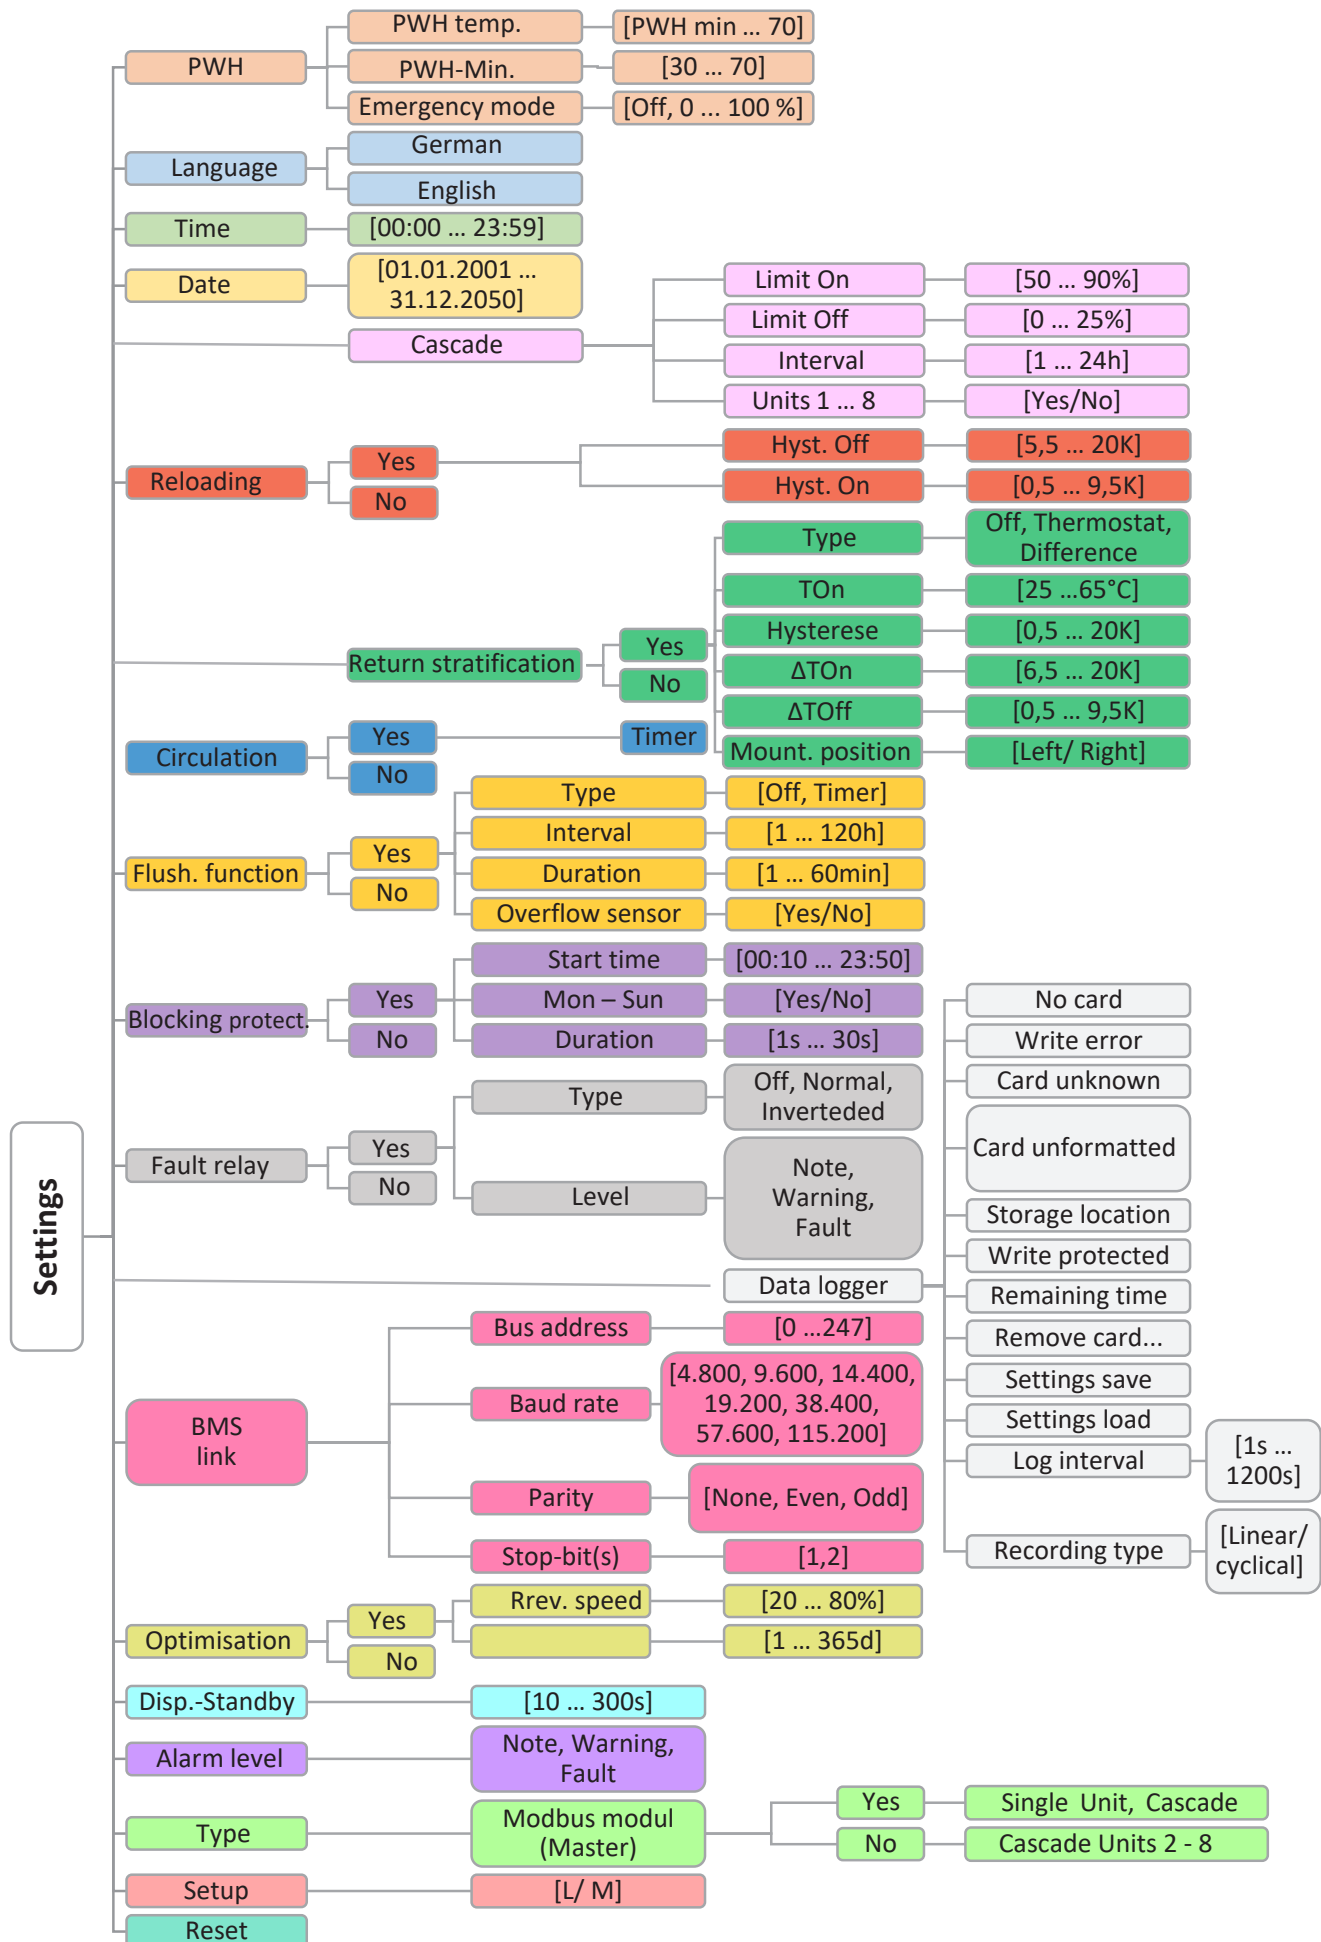 Settings
PWH
PWH temp.
[PWH min ... 70]
PWH-Min.
[30 ... 70]
Emergency mode
[Off, 0 ... 100 %]
Language
German
English
Time
[00:00 ... 23:59]
Date
[01.01.2001 ...
31.12.2050]
Cascade
Limit On
[50 ... 90%]
Limit Off
[0 ... 25%]
Interval
[1 ... 24h]
Units 1 ... 8
[Yes/No]
Reloading
Yes
No
Hyst. Off
[5,5 ... 20K]
Hyst. On
[0,5 ... 9,5K]
Return stratification
Yes
No
Type
Off, Thermostat,
Difference
TOn
[25 ...65°C]
Hysterese
[0,5 ... 20K]
ΔTOn
[6,5 ... 20K]
ΔTOff
[0,5 ... 9,5K]
Mount. position
[Left/ Right]
Circulation
Yes
No
Timer
Flush. function
Yes
No
Type
[Off, Timer]
Interval
[1 ... 120h]
Duration
[1 ... 60min]
Overflow sensor
[Yes/No]
Blocking protect.
Yes
No
Start time
[00:10 ... 23:50]
Mon – Sun
[Yes/No]
Duration
[1s ... 30s]
Fault relay
Yes
No
Type
Off, Normal,
Inverteded
Level
Note,
Warning,
Fault
Data logger
No card
Write error
Card unknown
Card unformatted
Storage location
Write protected
Remaining time
Remove card...
Settings save
Settings load
Log interval
[1s ...
1200s]
Recording type
[Linear/
cyclical]
BMS
link
Bus address
[0 ...247]
Baud rate
[4.800, 9.600, 14.400,
19.200, 38.400,
57.600, 115.200]
Parity
[None, Even, Odd]
Stop-bit(s)
[1,2]
Optimisation
Yes
No
Rrev. speed
[20 ... 80%]
[1 ... 365d]
Disp.-Standby
[10 ... 300s]
Alarm level
Note, Warning,
Fault
Type
Modbus modul
(Master)
Yes
Single Unit, Cascade
No
Cascade Units 2 - 8
Setup
[L/ M]
Reset